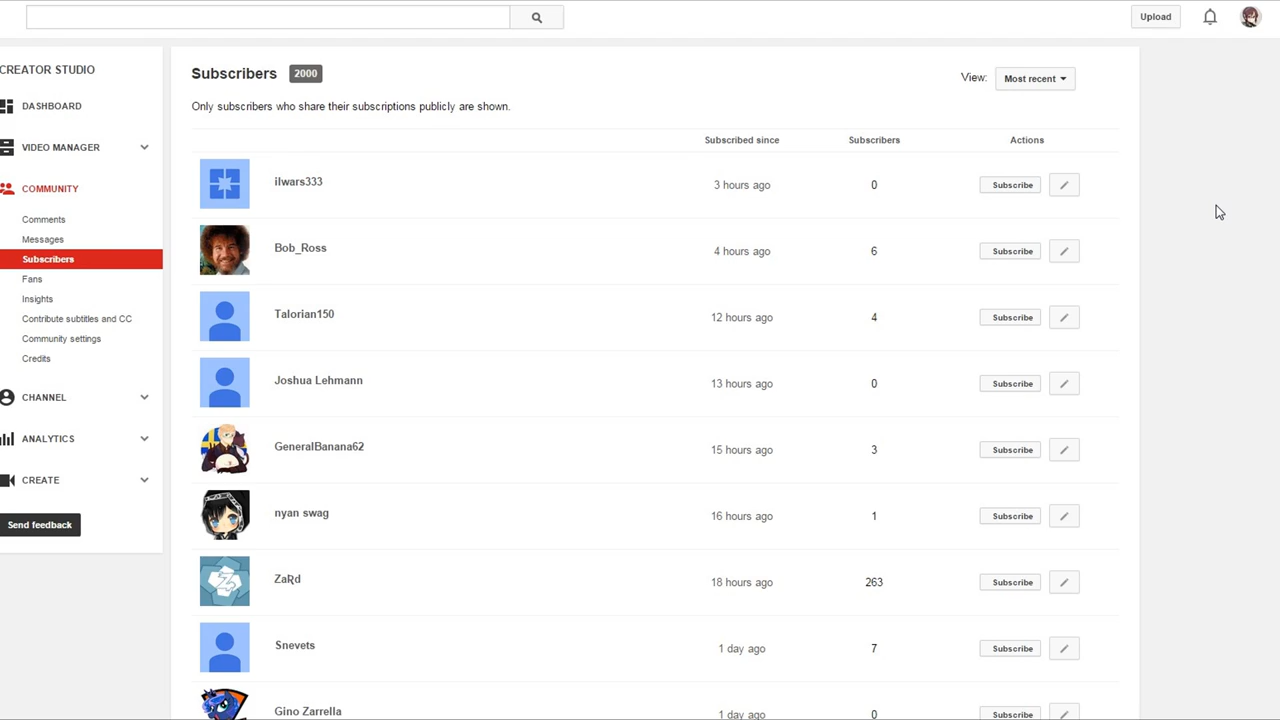 Upload
CREATOR STUDIO
DASHBOARD
VIDEO MANAGER
COMMUNITY
Comments
Messages
Subscribers
Fans
Insights
Contribute subtitles and CC
Community settings
Credits
CHANNEL
ANALYTICS
CREATE
Send feedback
Subscribers 2000
View: Most recent
Only subscribers who share their subscriptions publicly are shown.
Subscribed since Subscribers Actions
ilwars333 3 hours ago 0 Subscribe
Bob_Ross 4 hours ago 6 Subscribe
Talorian150 12 hours ago 4 Subscribe
Joshua Lehmann 13 hours ago 0 Subscribe
GeneralBanana62 15 hours ago 3 Subscribe
nyan swag 16 hours ago 1 Subscribe
ZaⱤd 18 hours ago 263 Subscribe
Snevets 1 day ago 7 Subscribe
Gino Zarrella 1 day ago 0 Subscribe